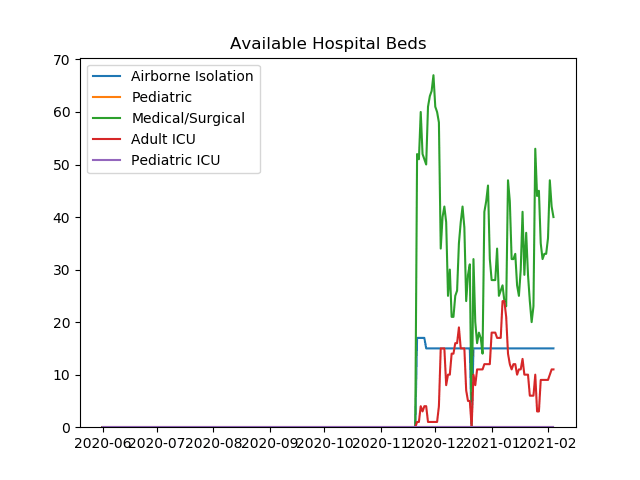 Available Hospital Beds
Airborne Isolation
Pediatric
Medical/Surgical
Adult ICU
Pediatric ICU
70
60
50
40
30
20
10
0
2020-06 2020-07 2020-08 2020-09 2020-10 2020-11 2020-12 2021-01 2021-02